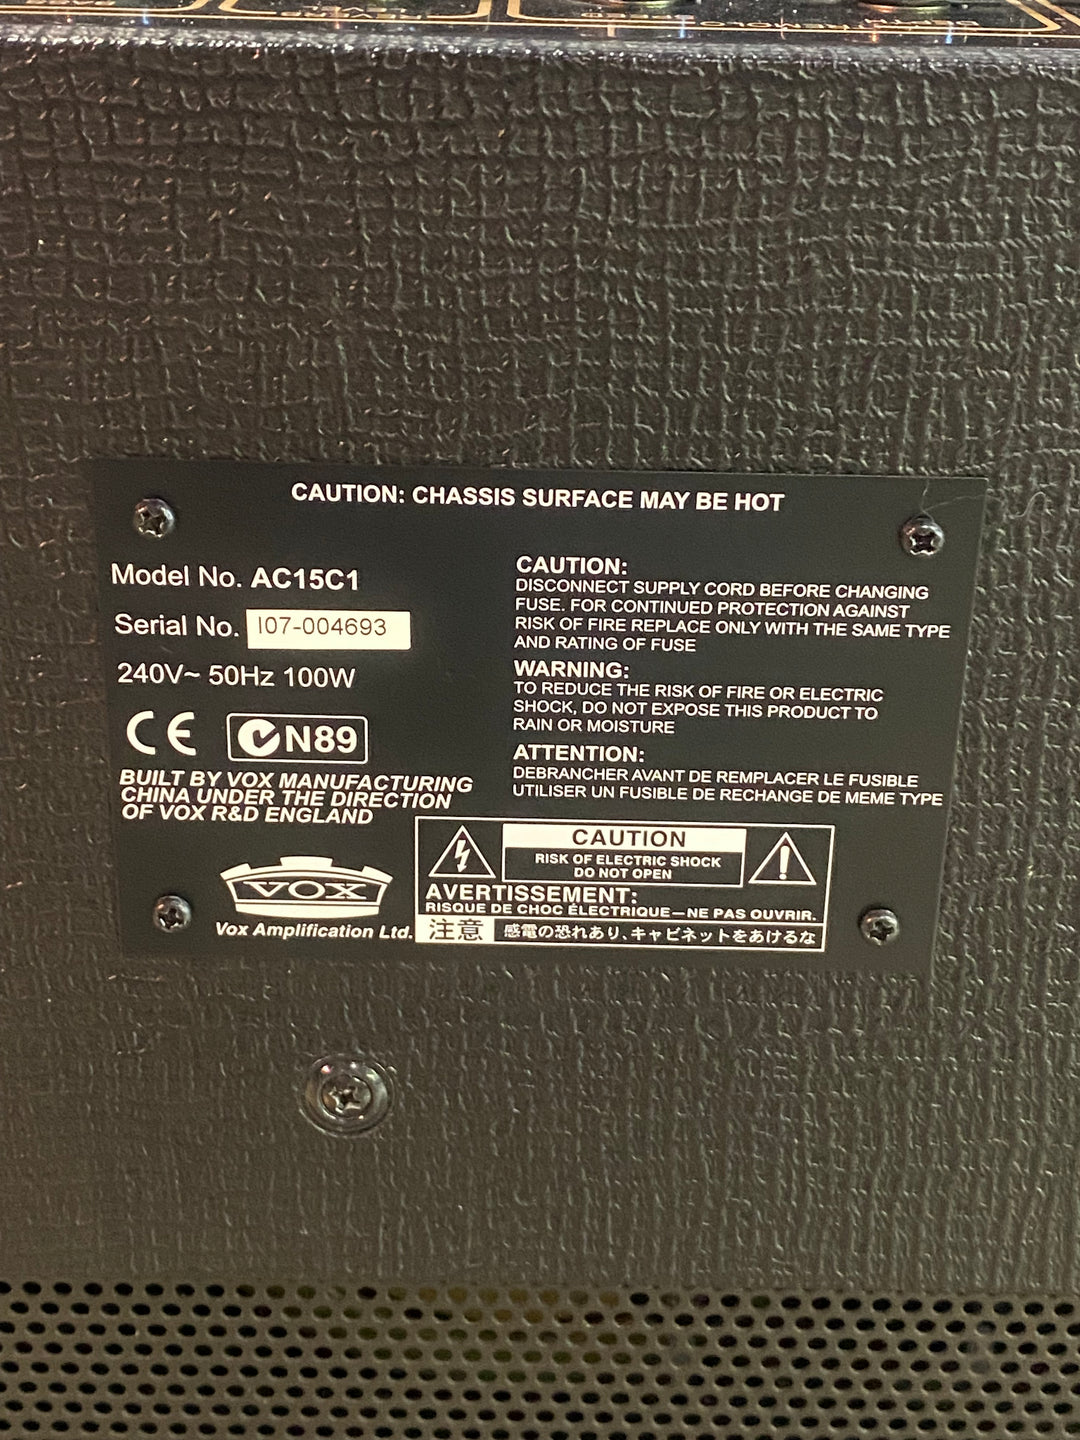 REVERB
SPEED
TREMOLO
DEPTH
CAUTION: CHASSIS SURFACE MAY BE HOT
Model No. AC15C1
Serial No. I07-004693
240V~ 50Hz 100W
CE N89
BUILT BY VOX MANUFACTURING
CHINA UNDER THE DIRECTION
OF VOX R&D ENGLAND
VOX
Vox Amplification Ltd.
CAUTION:
DISCONNECT SUPPLY CORD BEFORE CHANGING
FUSE. FOR CONTINUED PROTECTION AGAINST
RISK OF FIRE REPLACE ONLY WITH THE SAME TYPE
AND RATING OF FUSE
WARNING:
TO REDUCE THE RISK OF FIRE OR ELECTRIC
SHOCK, DO NOT EXPOSE THIS PRODUCT TO
RAIN OR MOISTURE
ATTENTION:
DEBRANCHER AVANT DE REMPLACER LE FUSIBLE
UTILISER UN FUSIBLE DE RECHANGE DE MEME TYPE
CAUTION
RISK OF ELECTRIC SHOCK
DO NOT OPEN
AVERTISSEMENT:
RISQUE DE CHOC ÉLECTRIQUE—NE PAS OUVRIR.
注意 感電の恐れあり、キャビネットをあけるな